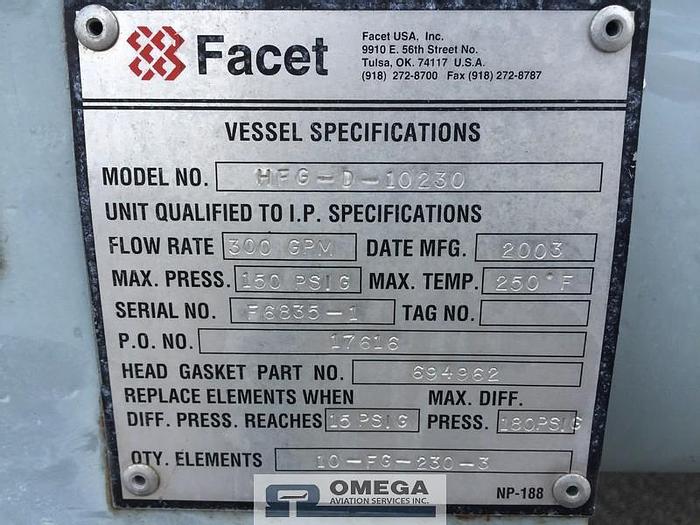 Facet
Facet USA, Inc.
9910 E. 56th Street No.
Tulsa, OK. 74117 U.S.A.
(918) 272-8700 Fax (918) 272-8787
VESSEL SPECIFICATIONS
MODEL NO. HFG-D-10230
UNIT QUALIFIED TO I.P. SPECIFICATIONS
FLOW RATE 300 GPM DATE MFG. 2003
MAX. PRESS. 150 PSIG MAX. TEMP. 250°F
SERIAL NO. F6835-1 TAG NO.
P.O. NO. 17616
HEAD GASKET PART NO. 694962
REPLACE ELEMENTS WHEN MAX. DIFF.
DIFF. PRESS. REACHES 15 PSIG PRESS. 180PSIG
QTY. ELEMENTS 10-FG-230-3
NP-188
OMEGA
AVIATION SERVICES INC.